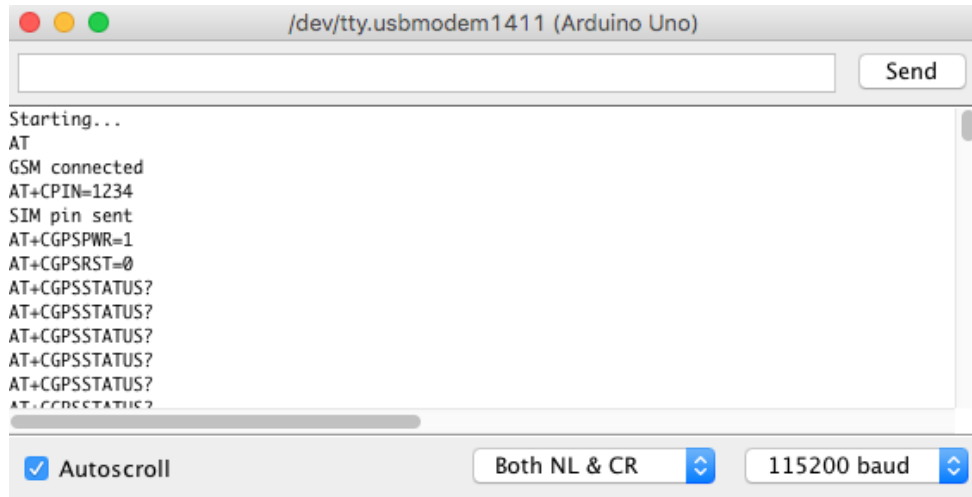 /dev/tty.usbmodem1411 (Arduino Uno)
Send
Starting...
AT
GSM connected
AT+CPIN=1234
SIM pin sent
AT+CGPSPWR=1
AT+CGPSRST=0
AT+CGPSSTATUS?
AT+CGPSSTATUS?
AT+CGPSSTATUS?
AT+CGPSSTATUS?
AT+CGPSSTATUS?
AT+CGPSSTATUS?
Autoscroll
Both NL & CR
115200 baud